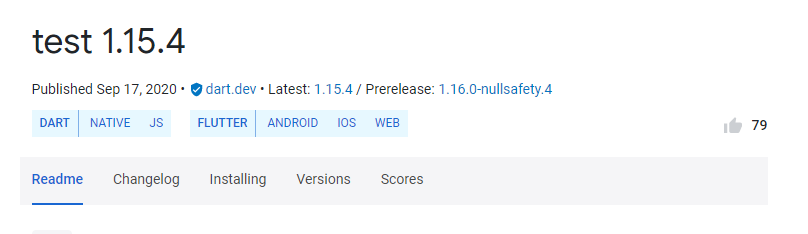 test 1.15.4
Published Sep 17, 2020 • dart.dev • Latest: 1.15.4 / Prerelease: 1.16.0-nullsafety.4
DART NATIVE JS FLUTTER ANDROID IOS WEB 79
Readme Changelog Installing Versions Scores